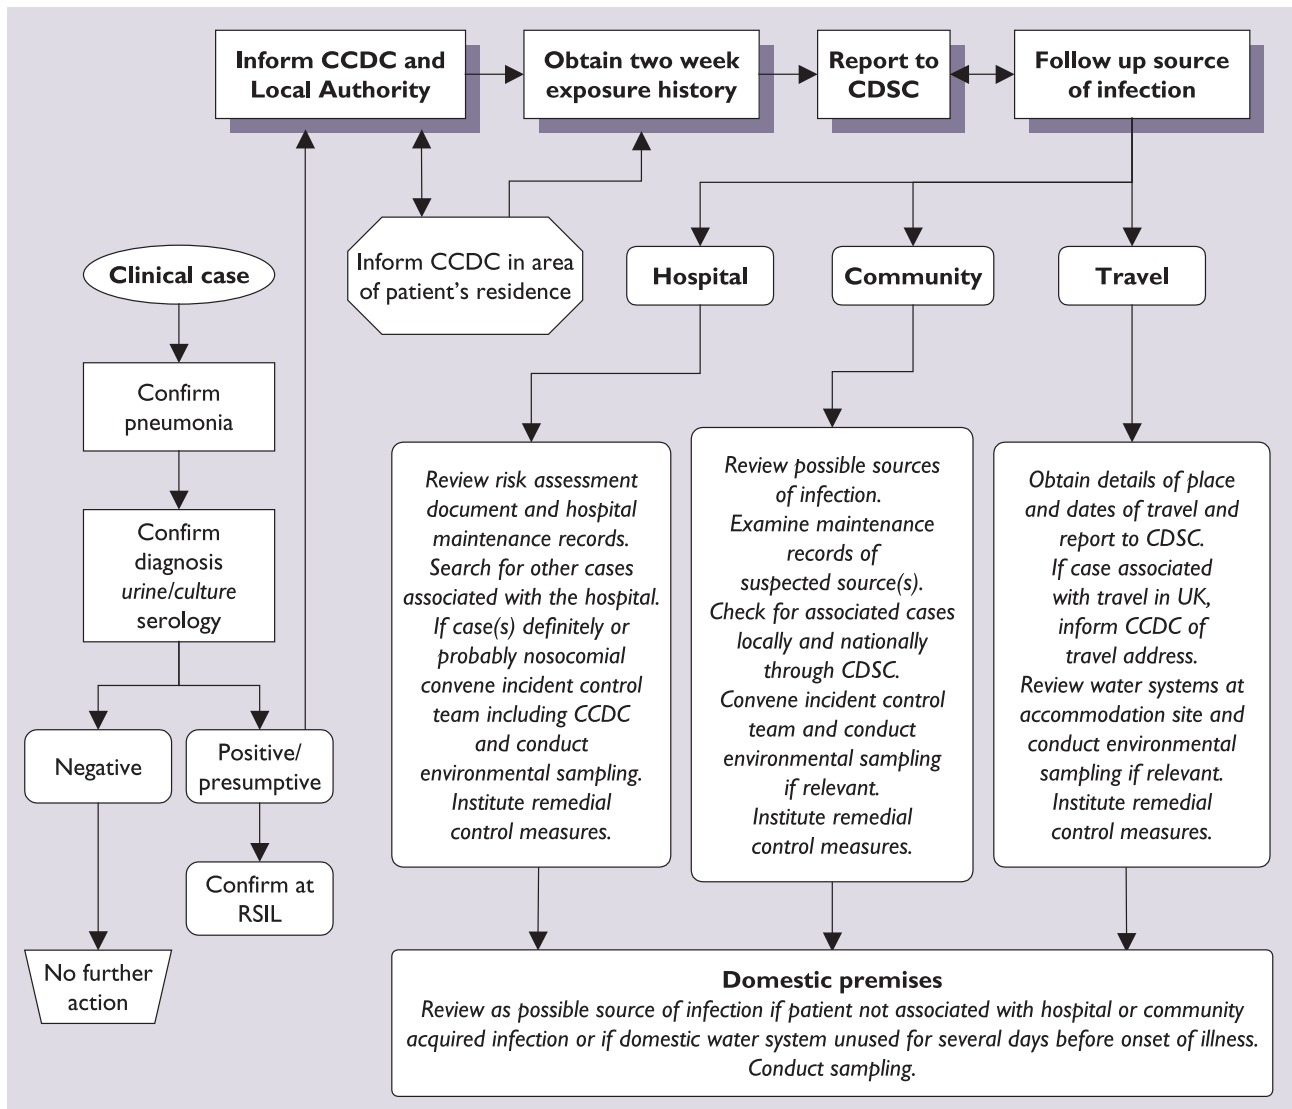 Inform CCDC and
Local Authority
Obtain two week
exposure history
Report to
CDSC
Follow up source
of infection
Inform CCDC in area
of patient's residence
Clinical case
Confirm
pneumonia
Confirm
diagnosis
urine/culture
serology
Negative
Positive/
presumptive
Confirm at
RSIL
No further
action
Hospital
Community
Travel
Review risk assessment
document and hospital
maintenance records.
Search for other cases
associated with the hospital.
If case(s) definitely or
probably nosocomial
convene incident control
team including CCDC
and conduct
environmental sampling.
Institute remedial
control measures.
Review possible sources
of infection.
Examine maintenance
records of
suspected source(s).
Check for associated cases
locally and nationally
through CDSC.
Convene incident control
team and conduct
environmental sampling
if relevant.
Institute remedial
control measures.
Obtain details of place
and dates of travel and
report to CDSC.
If case associated
with travel in UK,
inform CCDC of
travel address.
Review water systems at
accommodation site and
conduct environmental
sampling if relevant.
Institute remedial
control measures.
Domestic premises
Review as possible source of infection if patient not associated with hospital or community
acquired infection or if domestic water system unused for several days before onset of illness.
Conduct sampling.